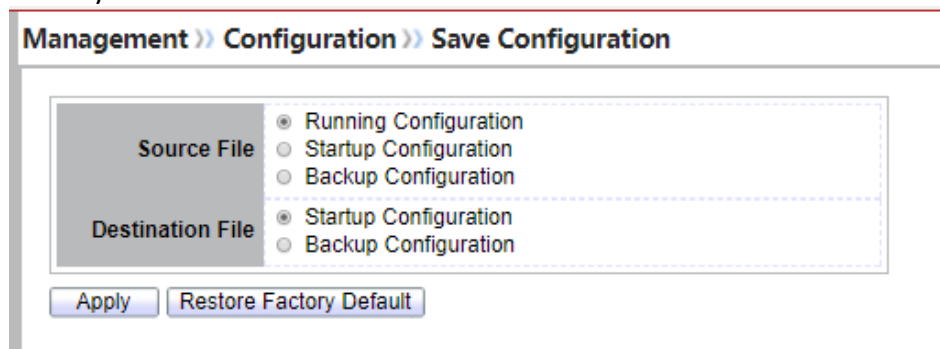 Management >> Configuration >> Save Configuration
Source File
Running Configuration
Startup Configuration
Backup Configuration
Destination File
Startup Configuration
Backup Configuration
Apply
Restore Factory Default